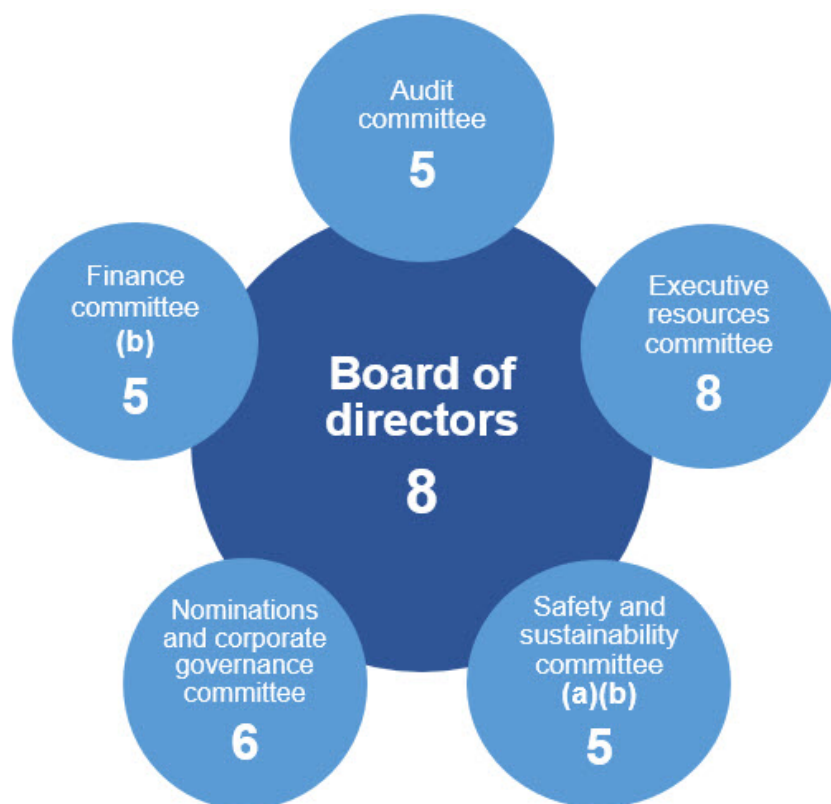 Audit
committee
5
Finance
committee
(b)
5
Executive
resources
committee
8
Board of
directors
8
Nominations
and corporate
governance
committee
6
Safety and
sustainability
committee
(a)(b)
5